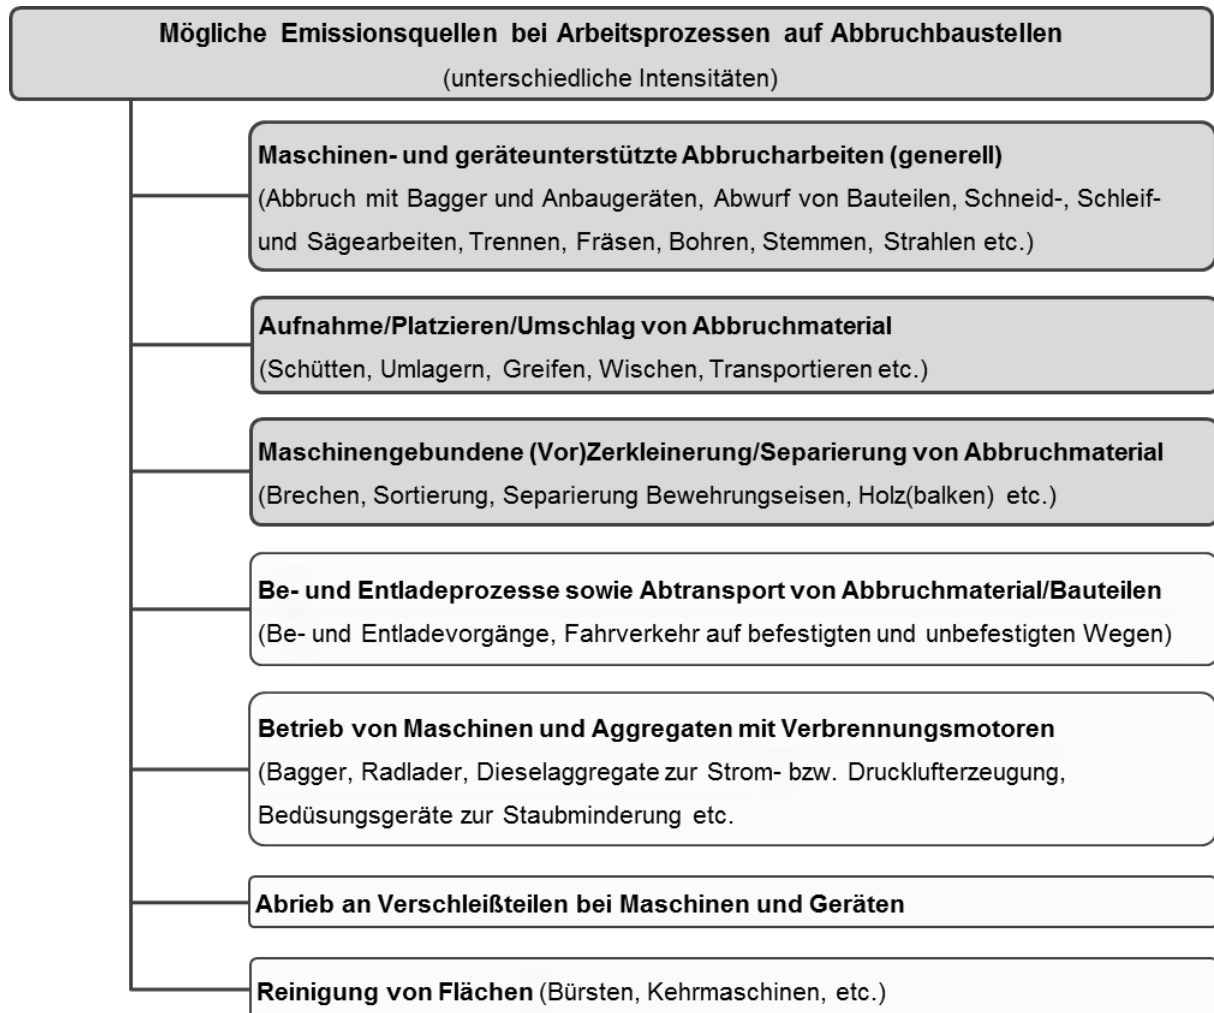 Mögliche Emissionsquellen bei Arbeitsprozessen auf Abbruchbaustellen
(unterschiedliche Intensitäten)
Maschinen- und geräteunterstützte Abbrucharbeiten (generell)
(Abbruch mit Bagger und Anbaugeräten, Abwurf von Bauteilen, Schneid-, Schleif-
und Sägearbeiten, Trennen, Fräsen, Bohren, Stemmen, Strahlen etc.)
Aufnahme/Platzieren/Umschlag von Abbruchmaterial
(Schütten, Umlagern, Greifen, Wischen, Transportieren etc.)
Maschinengebundene (Vor)Zerkleinerung/Separierung von Abbruchmaterial
(Brechen, Sortierung, Separierung Bewehrungseisen, Holz(balken) etc.)
Be- und Entladeprozesse sowie Abtransport von Abbruchmaterial/Bauteilen
(Be- und Entladevorgänge, Fahrverkehr auf befestigten und unbefestigten Wegen)
Betrieb von Maschinen und Aggregaten mit Verbrennungsmotoren
(Bagger, Radlader, Dieselaggregate zur Strom- bzw. Drucklufterzeugung,
Bedüsungsgeräte zur Staubminderung etc.
Abrieb an Verschleißteilen bei Maschinen und Geräten
Reinigung von Flächen (Bürsten, Kehrmaschinen, etc.)